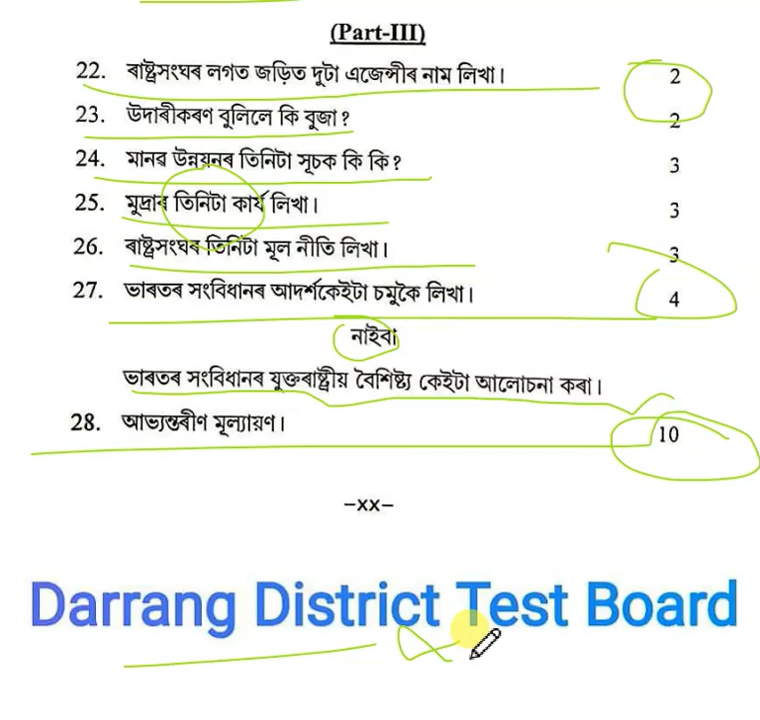 (Part-III)
22. ৰাষ্ট্ৰসংঘৰ লগত জড়িত দুটা এজেন্সীৰ নাম লিখা। 2
23. উদাৰীকৰণ বুলিলে কি বুজা? 2
24. মানৱ উন্নয়নৰ তিনিটা সূচক কি কি? 3
25. মুদ্ৰাৰ তিনিটা কাৰ্য লিখা। 3
26. ৰাষ্ট্ৰসংঘৰ তিনিটা মূল নীতি লিখা। 3
27. ভাৰতৰ সংবিধানৰ আদৰ্শকেইটা চমুকৈ লিখা। 4
নাইবা
ভাৰতৰ সংবিধানৰ যুক্তৰাষ্ট্ৰীয় বৈশিষ্ট্য কেইটা আলোচনা কৰা।
28. আভ্যন্তৰীণ মূল্যায়ণ। 10
–xx–
Darrang District Test Board